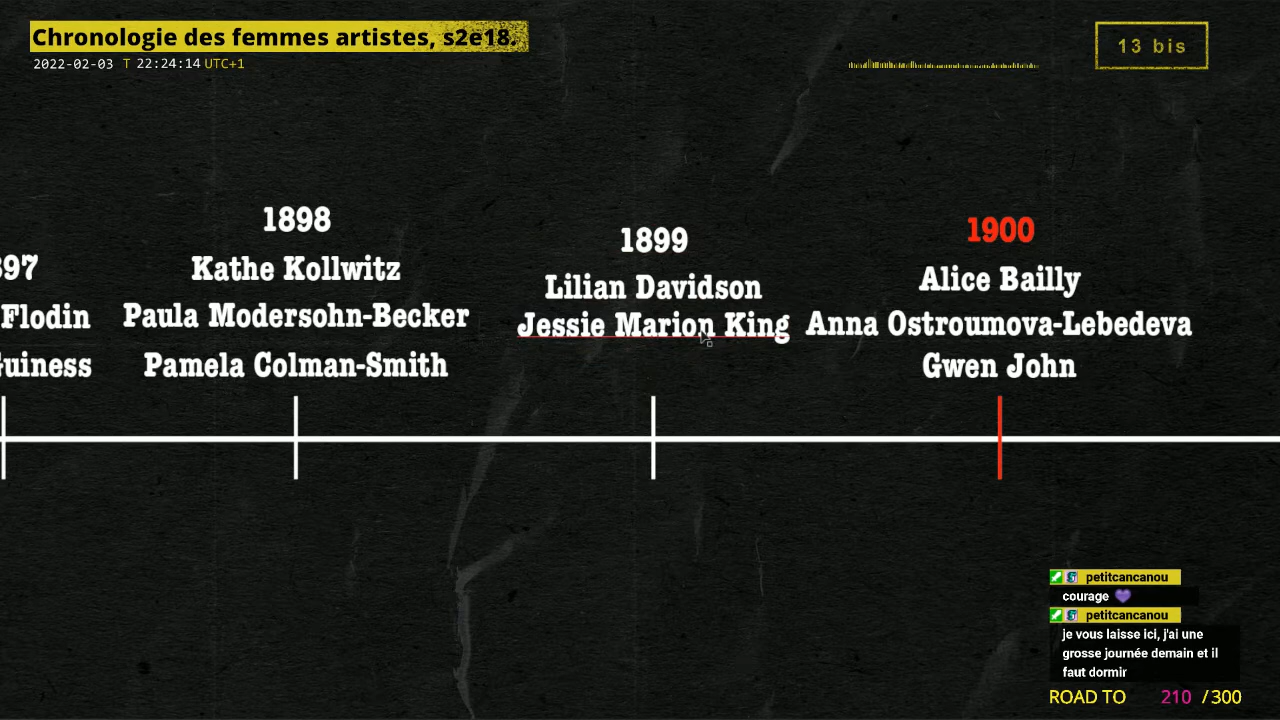 Chronologie des femmes artistes, s2e18.
2022-02-03 T 22:24:14 UTC+1
13 bis
1898
Kathe Kollwitz
Paula Modersohn-Becker
Pamela Colman-Smith
1899
Lilian Davidson
Jessie Marion King
1900
Alice Bailly
Anna Ostroumova-Lebedeva
Gwen John
97
Flodin
Guiness
petitcancanou
courage 💜
petitcancanou
je vous laisse ici, j'ai une
grosse journée demain et il
faut dormir
ROAD TO 210 /300